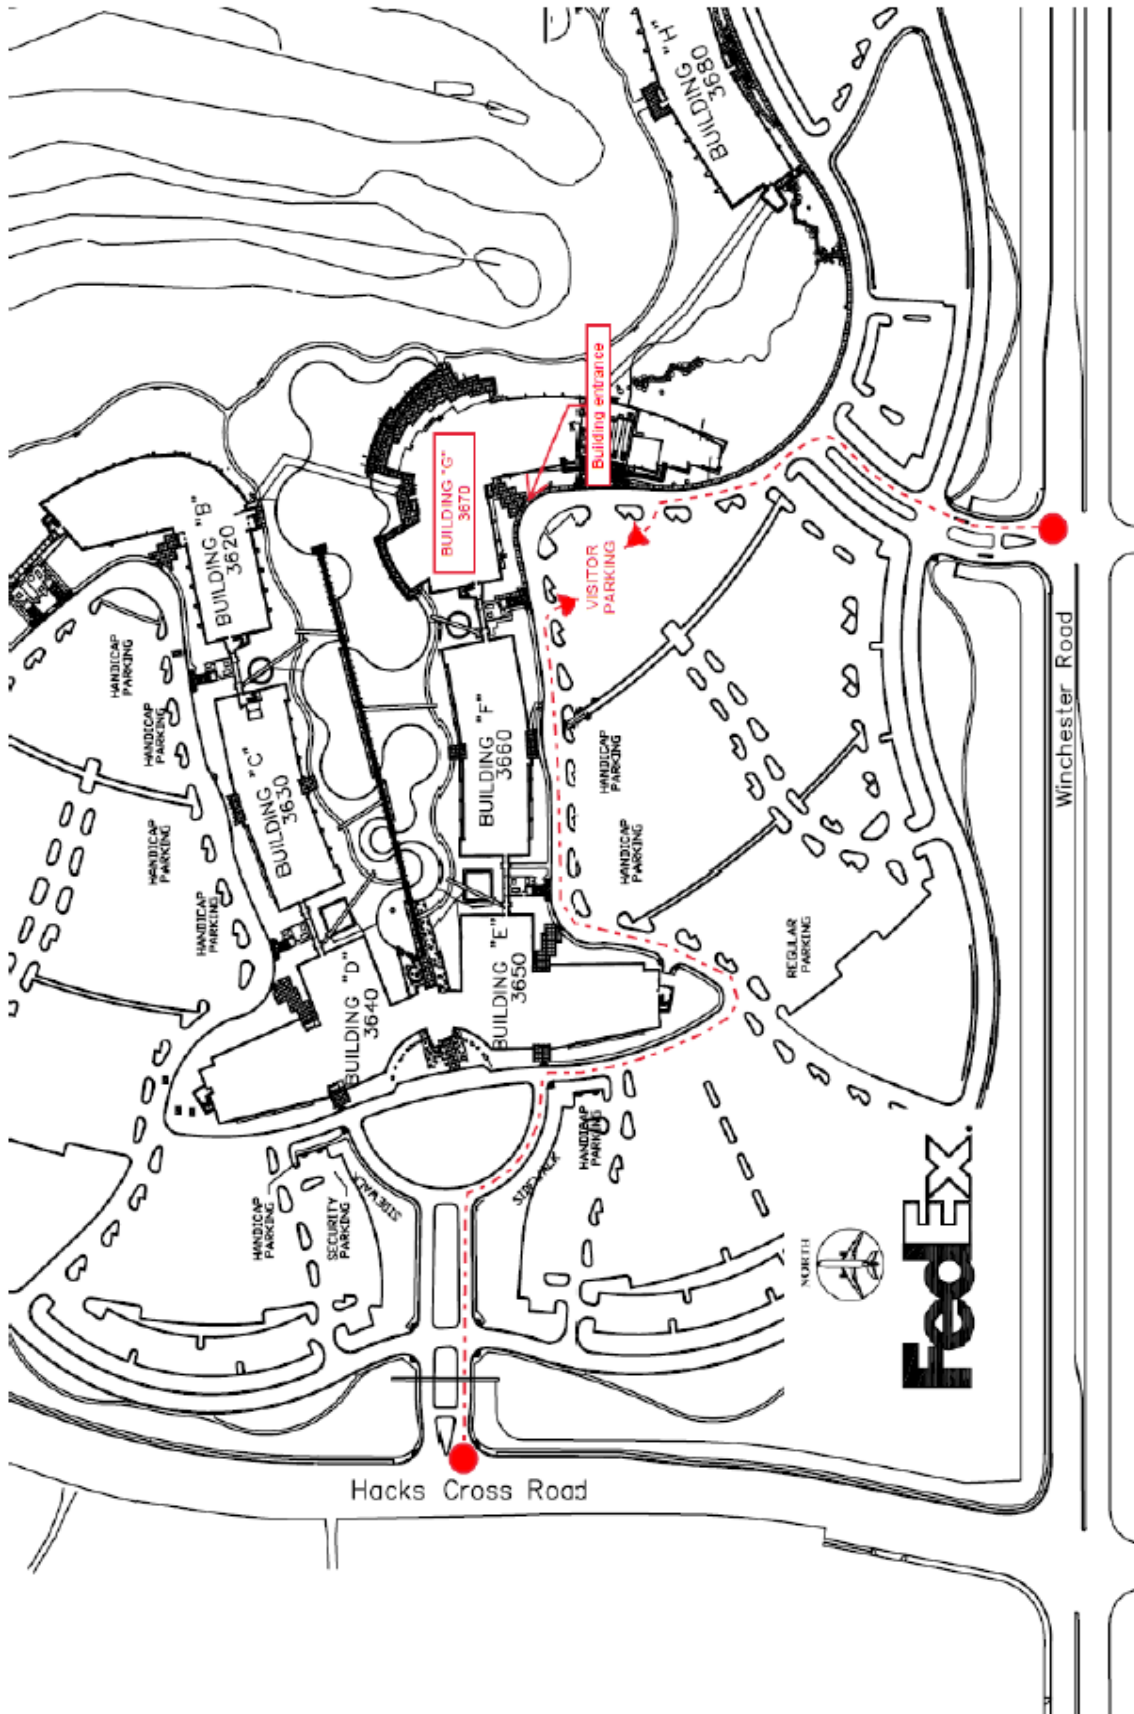 BUILDING "H"
3680
Building entrance
BUILDING "G"
3670
BUILDING "B"
3620
VISITOR
PARKING
HANDICAP
PARKING
HANDICAP
PARKING
BUILDING "C"
3630
BUILDING "F"
3660
HANDICAP
PARKING
Winchester Road
HANDICAP
PARKING
HANDICAP
PARKING
HANDICAP
PARKING
BUILDING "D"
3640
BUILDING "E"
3650
REGULAR
PARKING
HANDICAP
PARKING
SIDEWALK
SIDEWALK
HANDICAP
PARKING
SECURITY
PARKING
NORTH
FedEx.
Hacks Cross Road